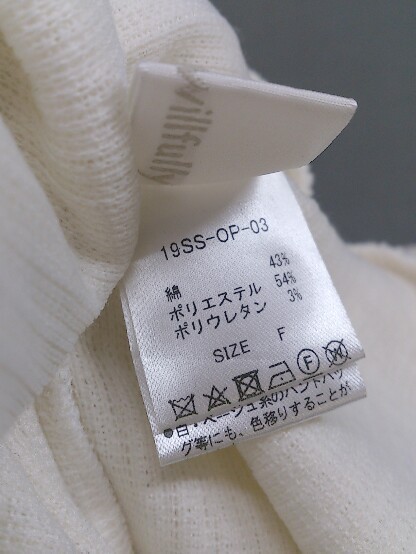 willfully
19SS-OP-03
綿 43%
ポリエステル 54%
ポリウレタン 3%
SIZE F
●白・ベージュ系のハンドバッ
グ等にも、色移りすることが